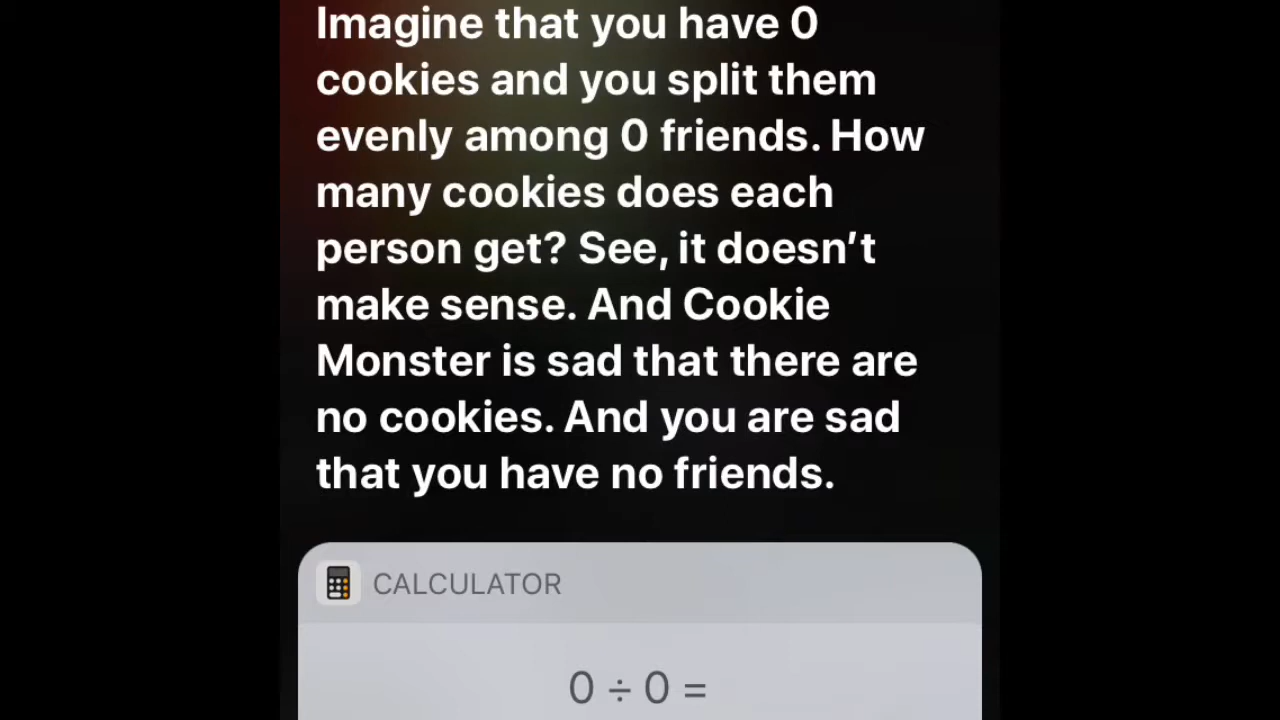 Imagine that you have 0
cookies and you split them
evenly among 0 friends. How
many cookies does each
person get? See, it doesn’t
make sense. And Cookie
Monster is sad that there are
no cookies. And you are sad
that you have no friends.
CALCULATOR
0 ÷ 0 =